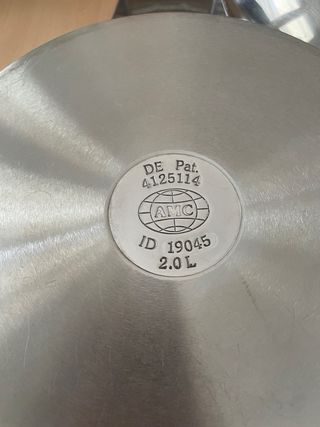 DE Pat.
4125114
AMC
ID 19045
2.0 L